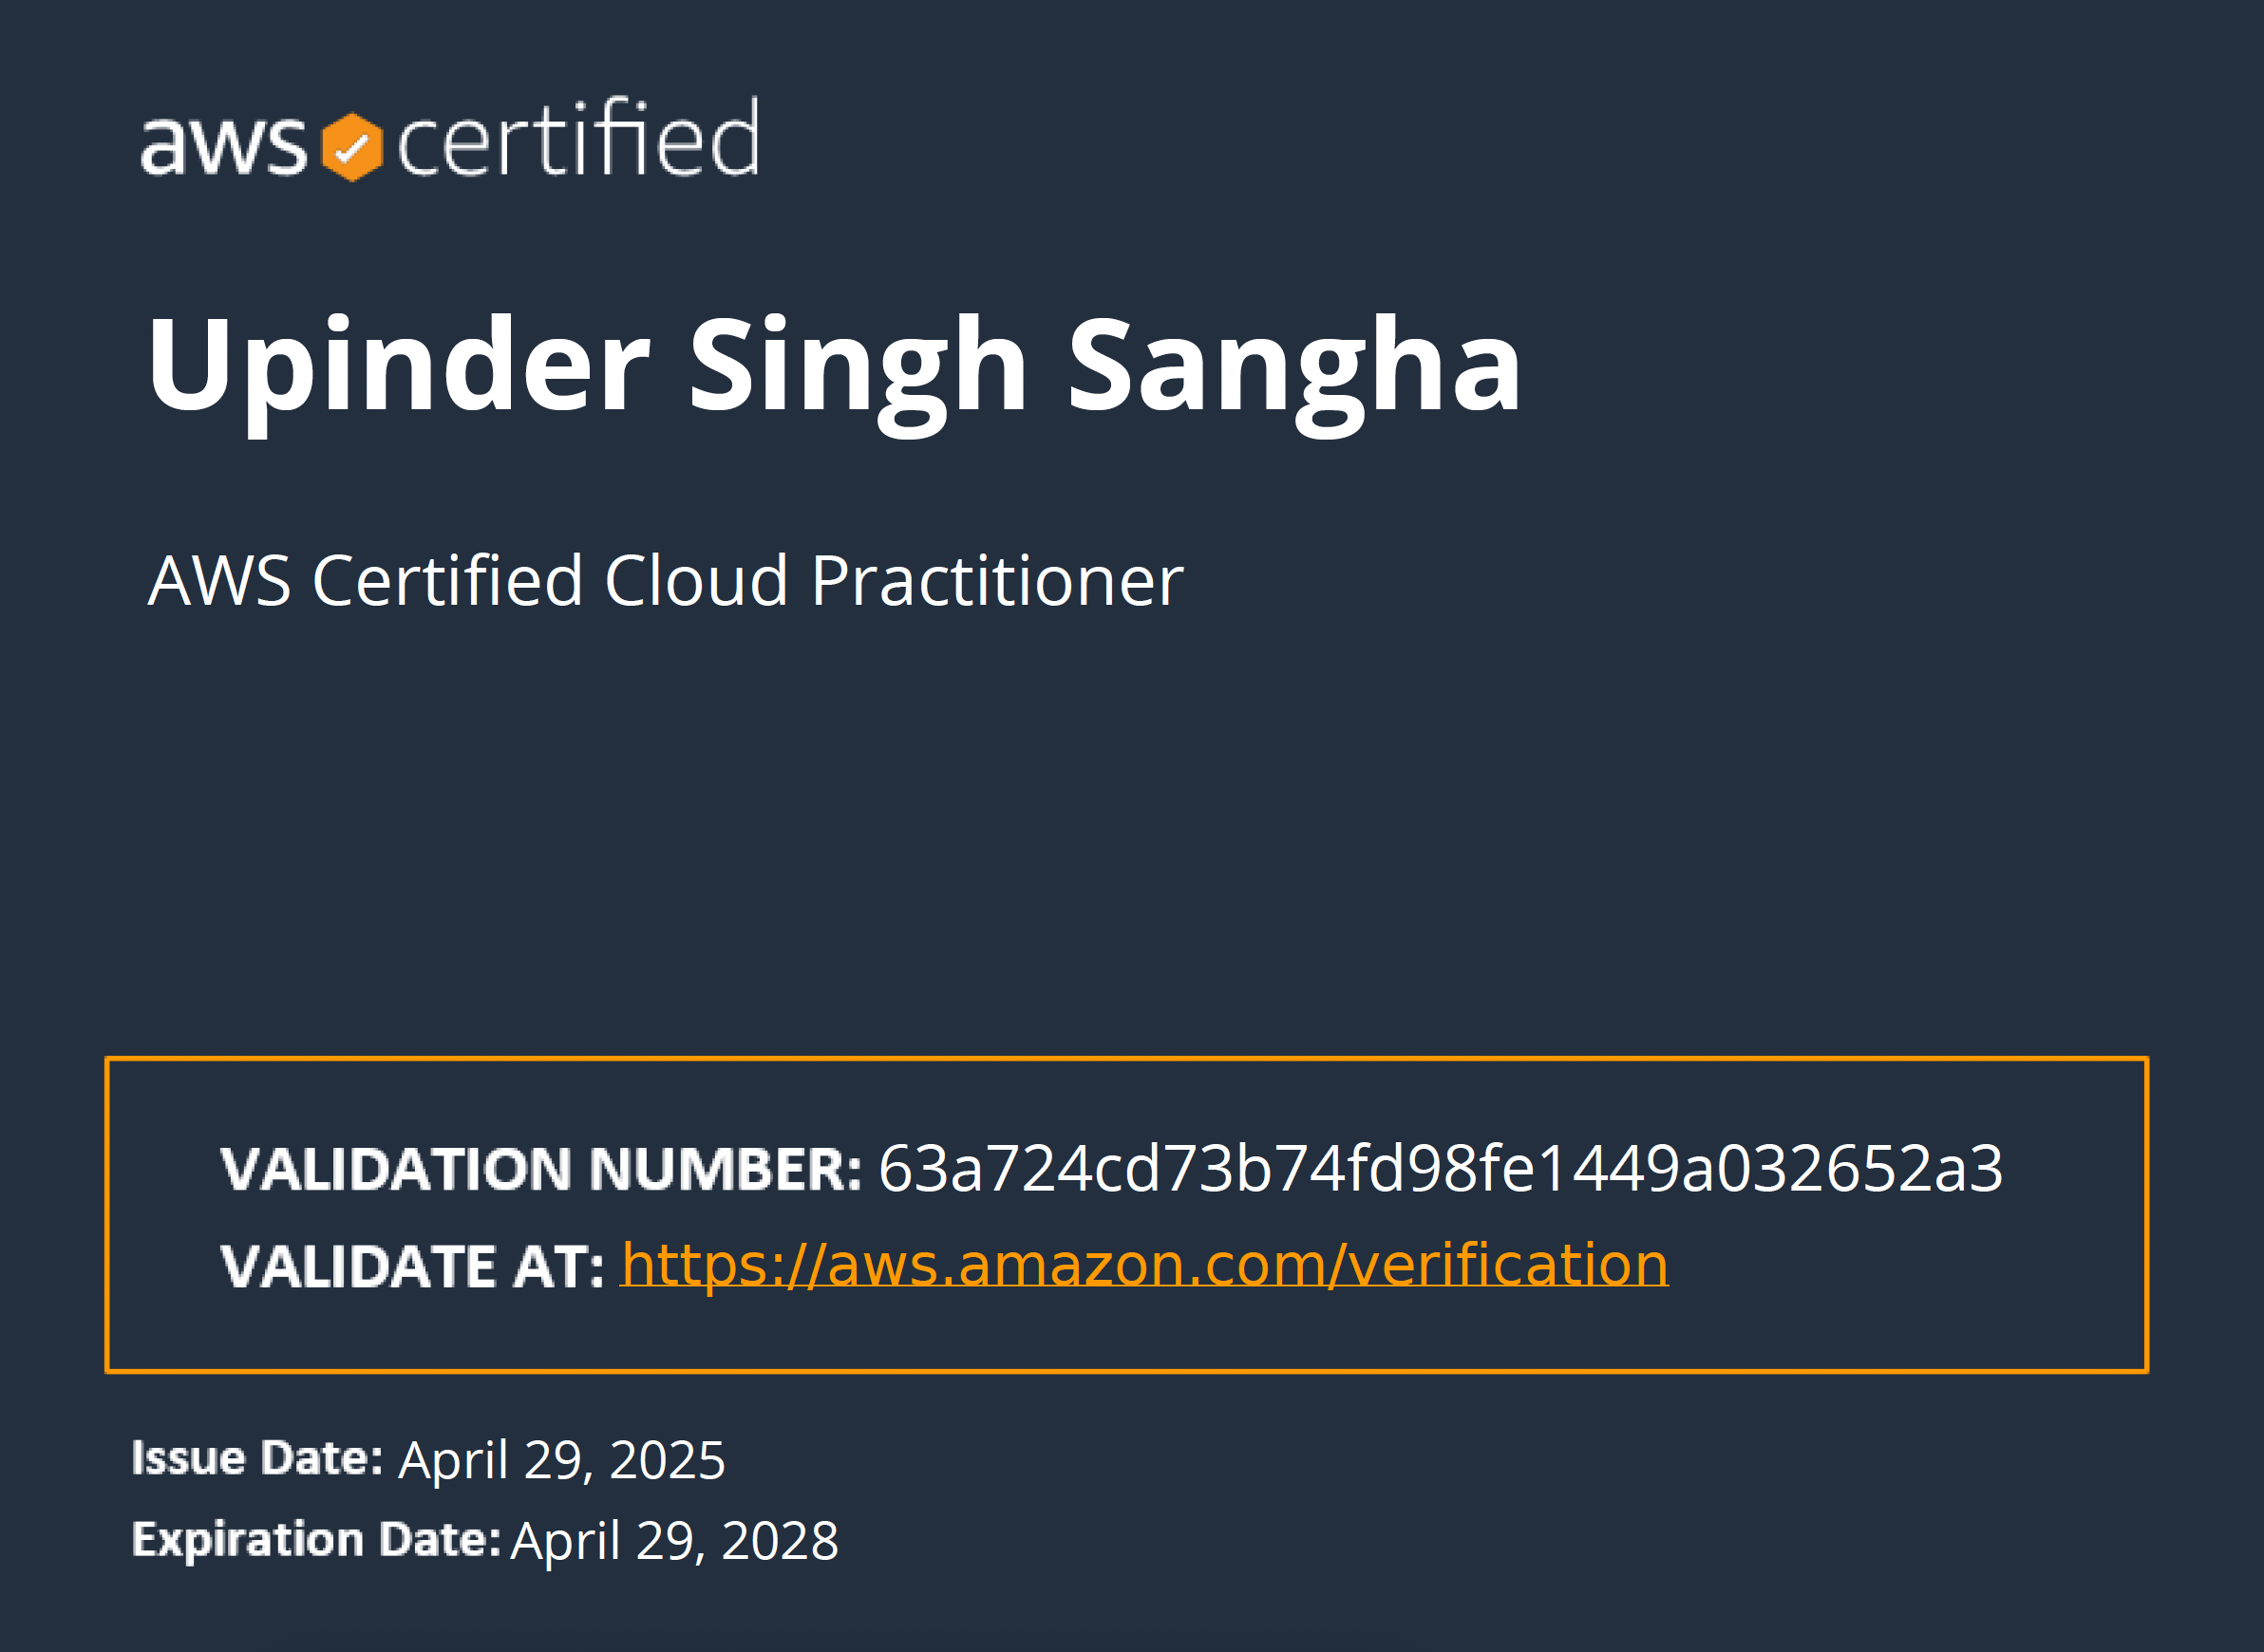 aws certified
Upinder Singh Sangha
AWS Certified Cloud Practitioner
VALIDATION NUMBER: 63a724cd73b74fd98fe1449a032652a3
VALIDATE AT: https://aws.amazon.com/verification
Issue Date: April 29, 2025
Expiration Date: April 29, 2028